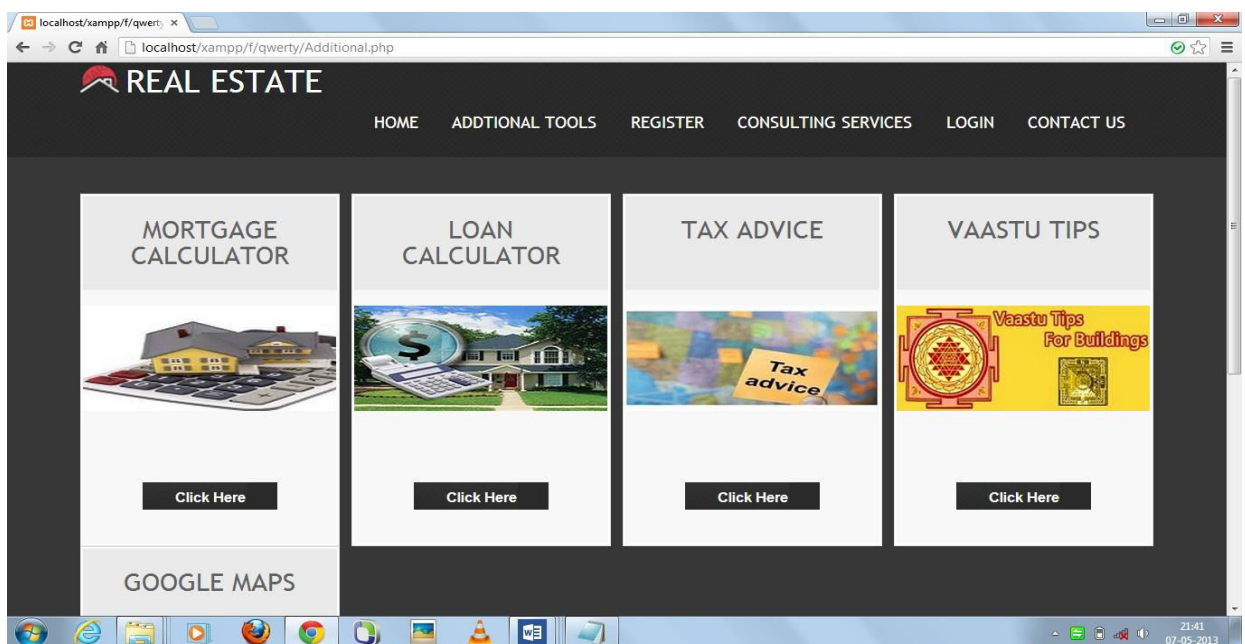 localhost/xampp/f/qwerty
localhost/xampp/f/qwerty/Additional.php
REAL ESTATE
HOME ADDTIONAL TOOLS REGISTER CONSULTING SERVICES LOGIN CONTACT US
MORTGAGE
CALCULATOR
LOAN
CALCULATOR
TAX ADVICE
VAASTU TIPS
Tax
advice
Vaastu Tips
For Buildings
Click Here
Click Here
Click Here
Click Here
GOOGLE MAPS
21:41
07-05-2013